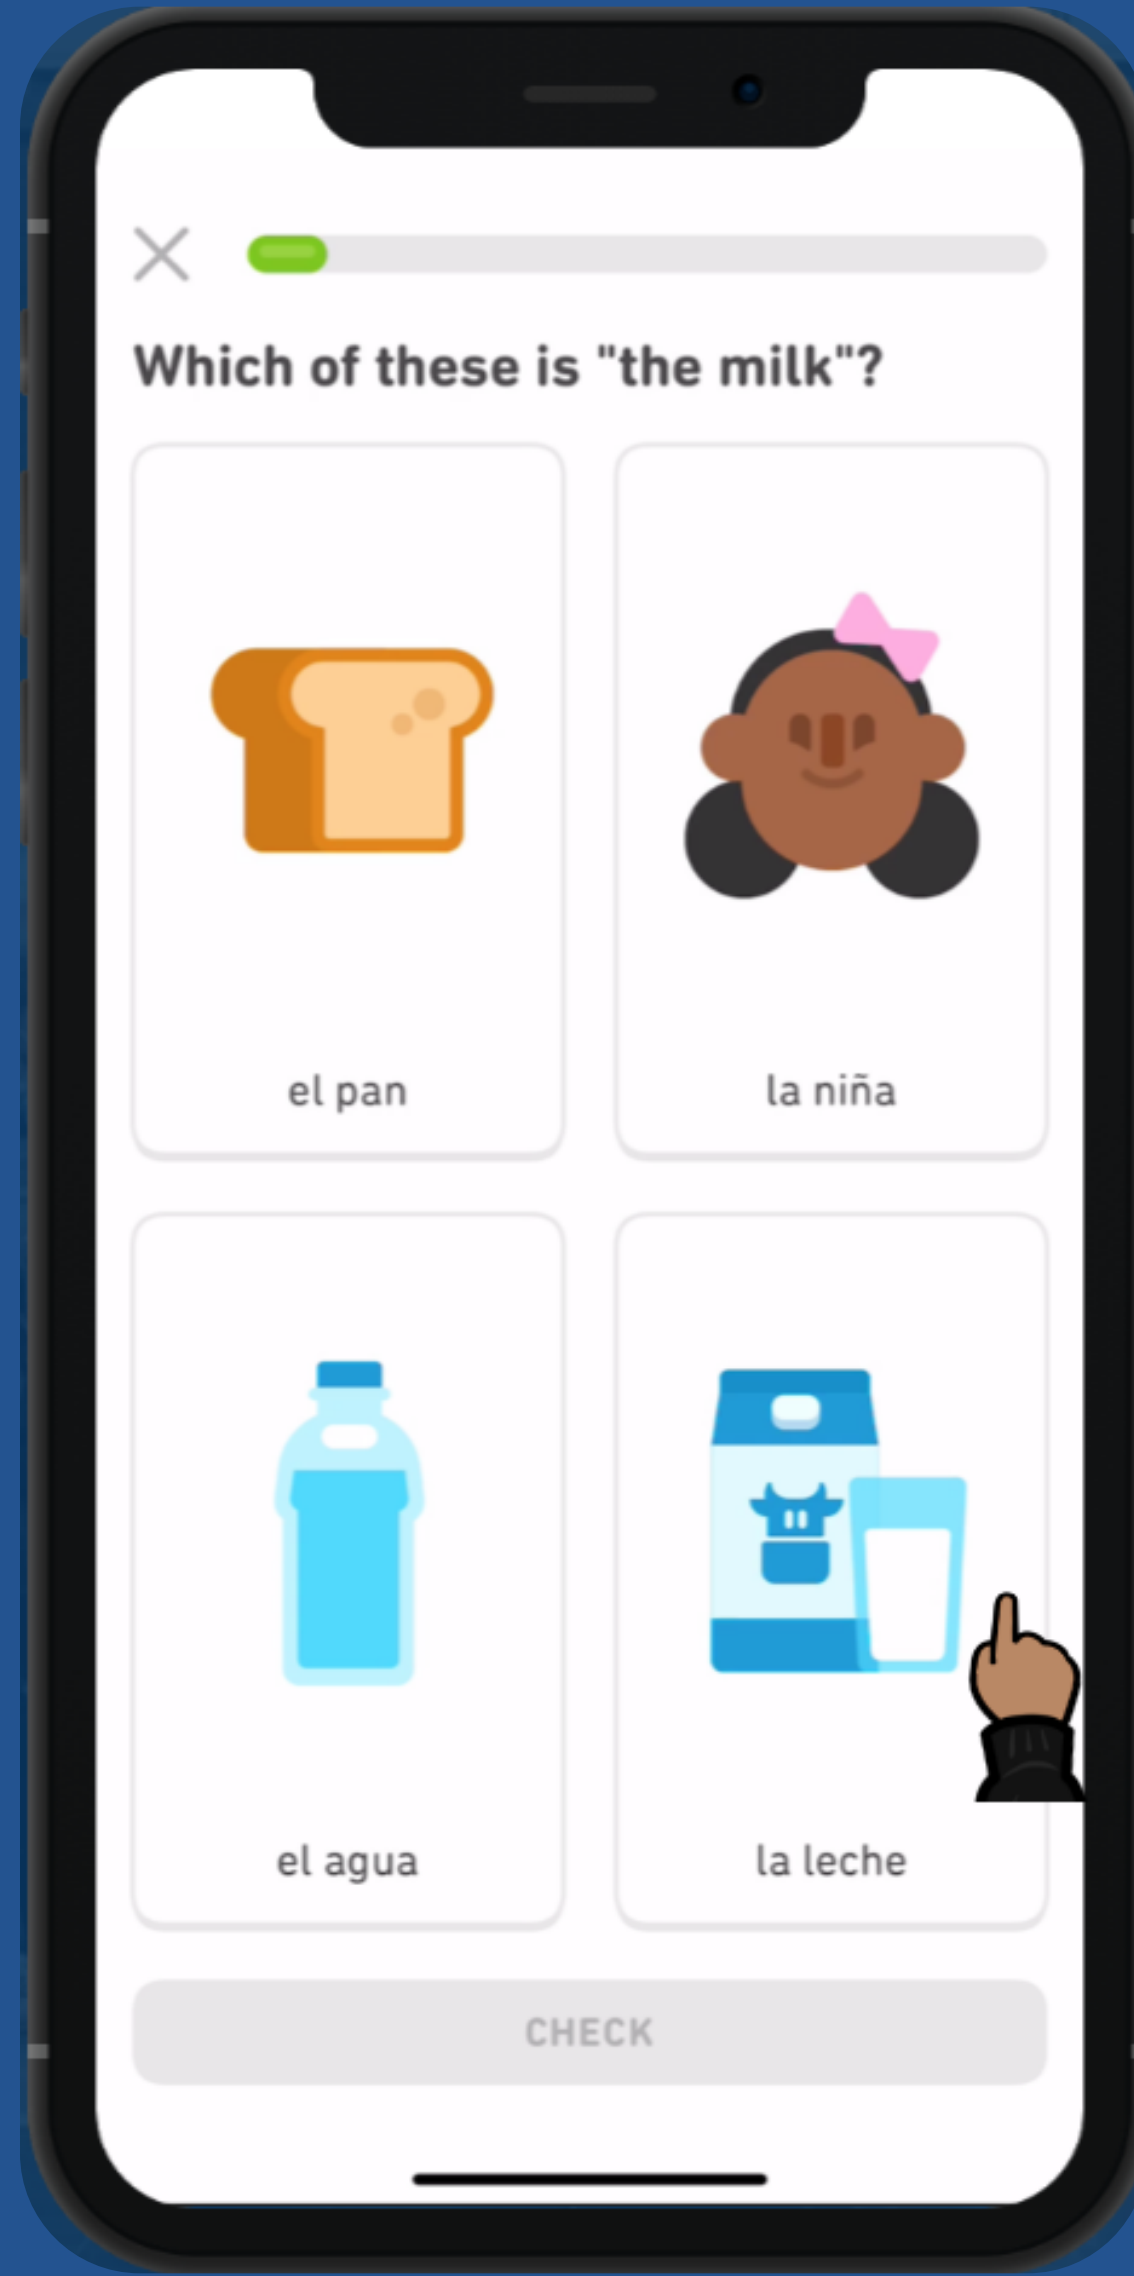 Which of these is "the milk"?
el pan
la niña
el agua
la leche
CHECK